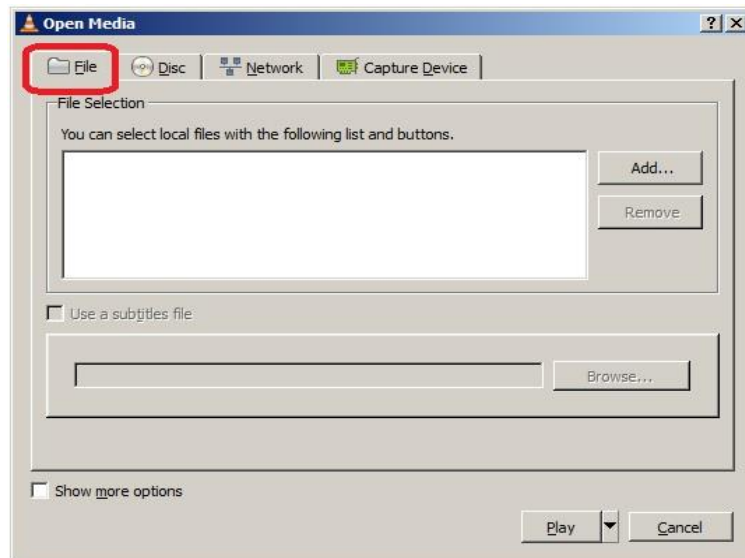 Open Media
File Disc Network Capture Device
File Selection
You can select local files with the following list and buttons.
Add...
Remove
Use a subtitles file
Browse...
Show more options
Play Cancel